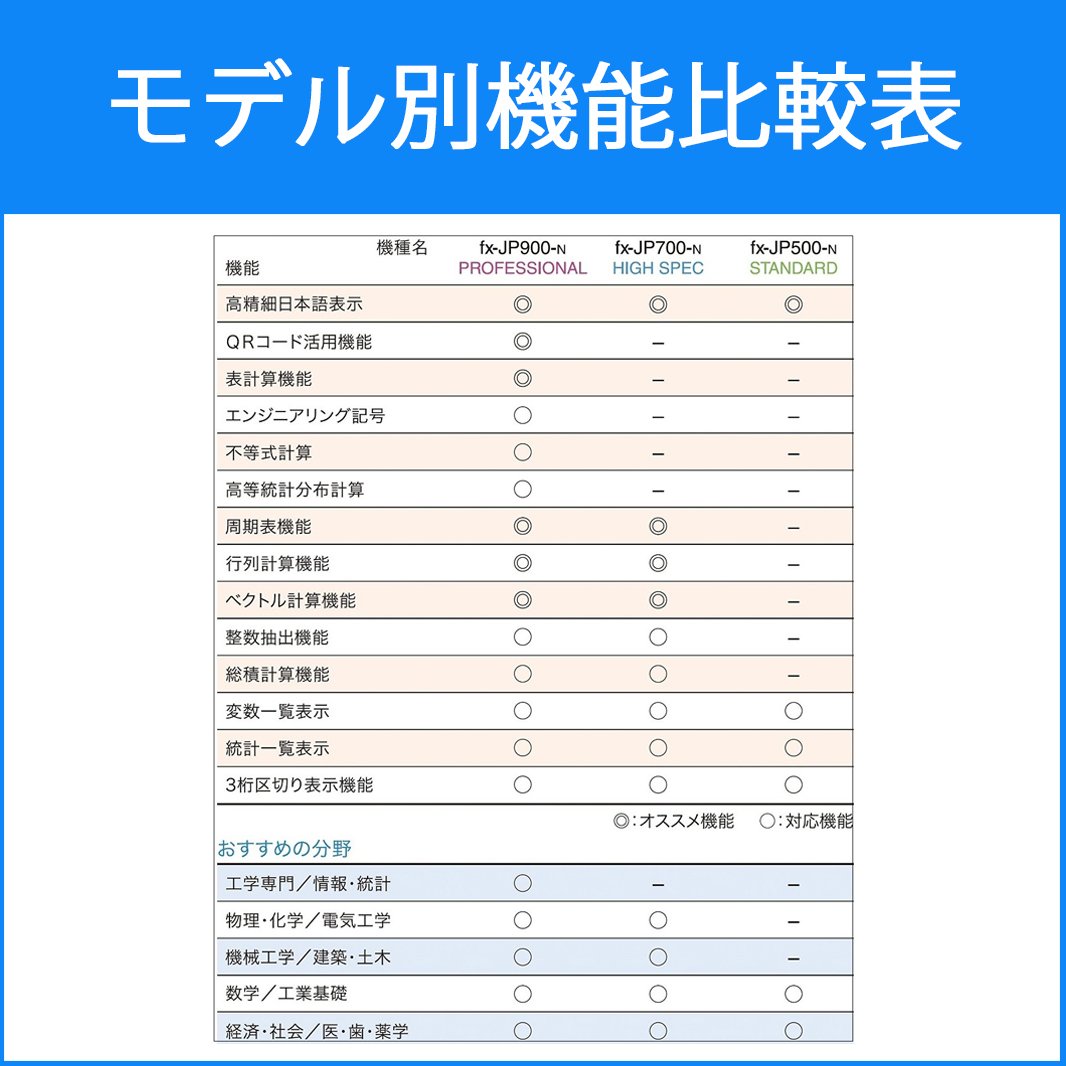 モデル別機能比較表
機種名 fx-JP900-N fx-JP700-N fx-JP500-N
機能 PROFESSIONAL HIGH SPEC STANDARD
高精細日本語表示 ◎ ◎ ◎
QRコード活用機能 ◎ − −
表計算機能 ◎ − −
エンジニアリング記号 ○ − −
不等式計算 ○ − −
高等統計分布計算 ○ − −
周期表機能 ◎ ◎ −
行列計算機能 ◎ ◎ −
ベクトル計算機能 ◎ ◎ −
整数抽出機能 ○ ○ −
総積計算機能 ○ ○ −
変数一覧表示 ○ ○ ○
統計一覧表示 ○ ○ ○
3桁区切り表示機能 ○ ○ ○
◎:オススメ機能 ○:対応機能
おすすめの分野
工学専門/情報・統計 ○ − −
物理・化学/電気工学 ○ ○ −
機械工学/建築・土木 ○ ○ −
数学/工業基礎 ○ ○ ○
経済・社会/医・歯・薬学 ○ ○ ○